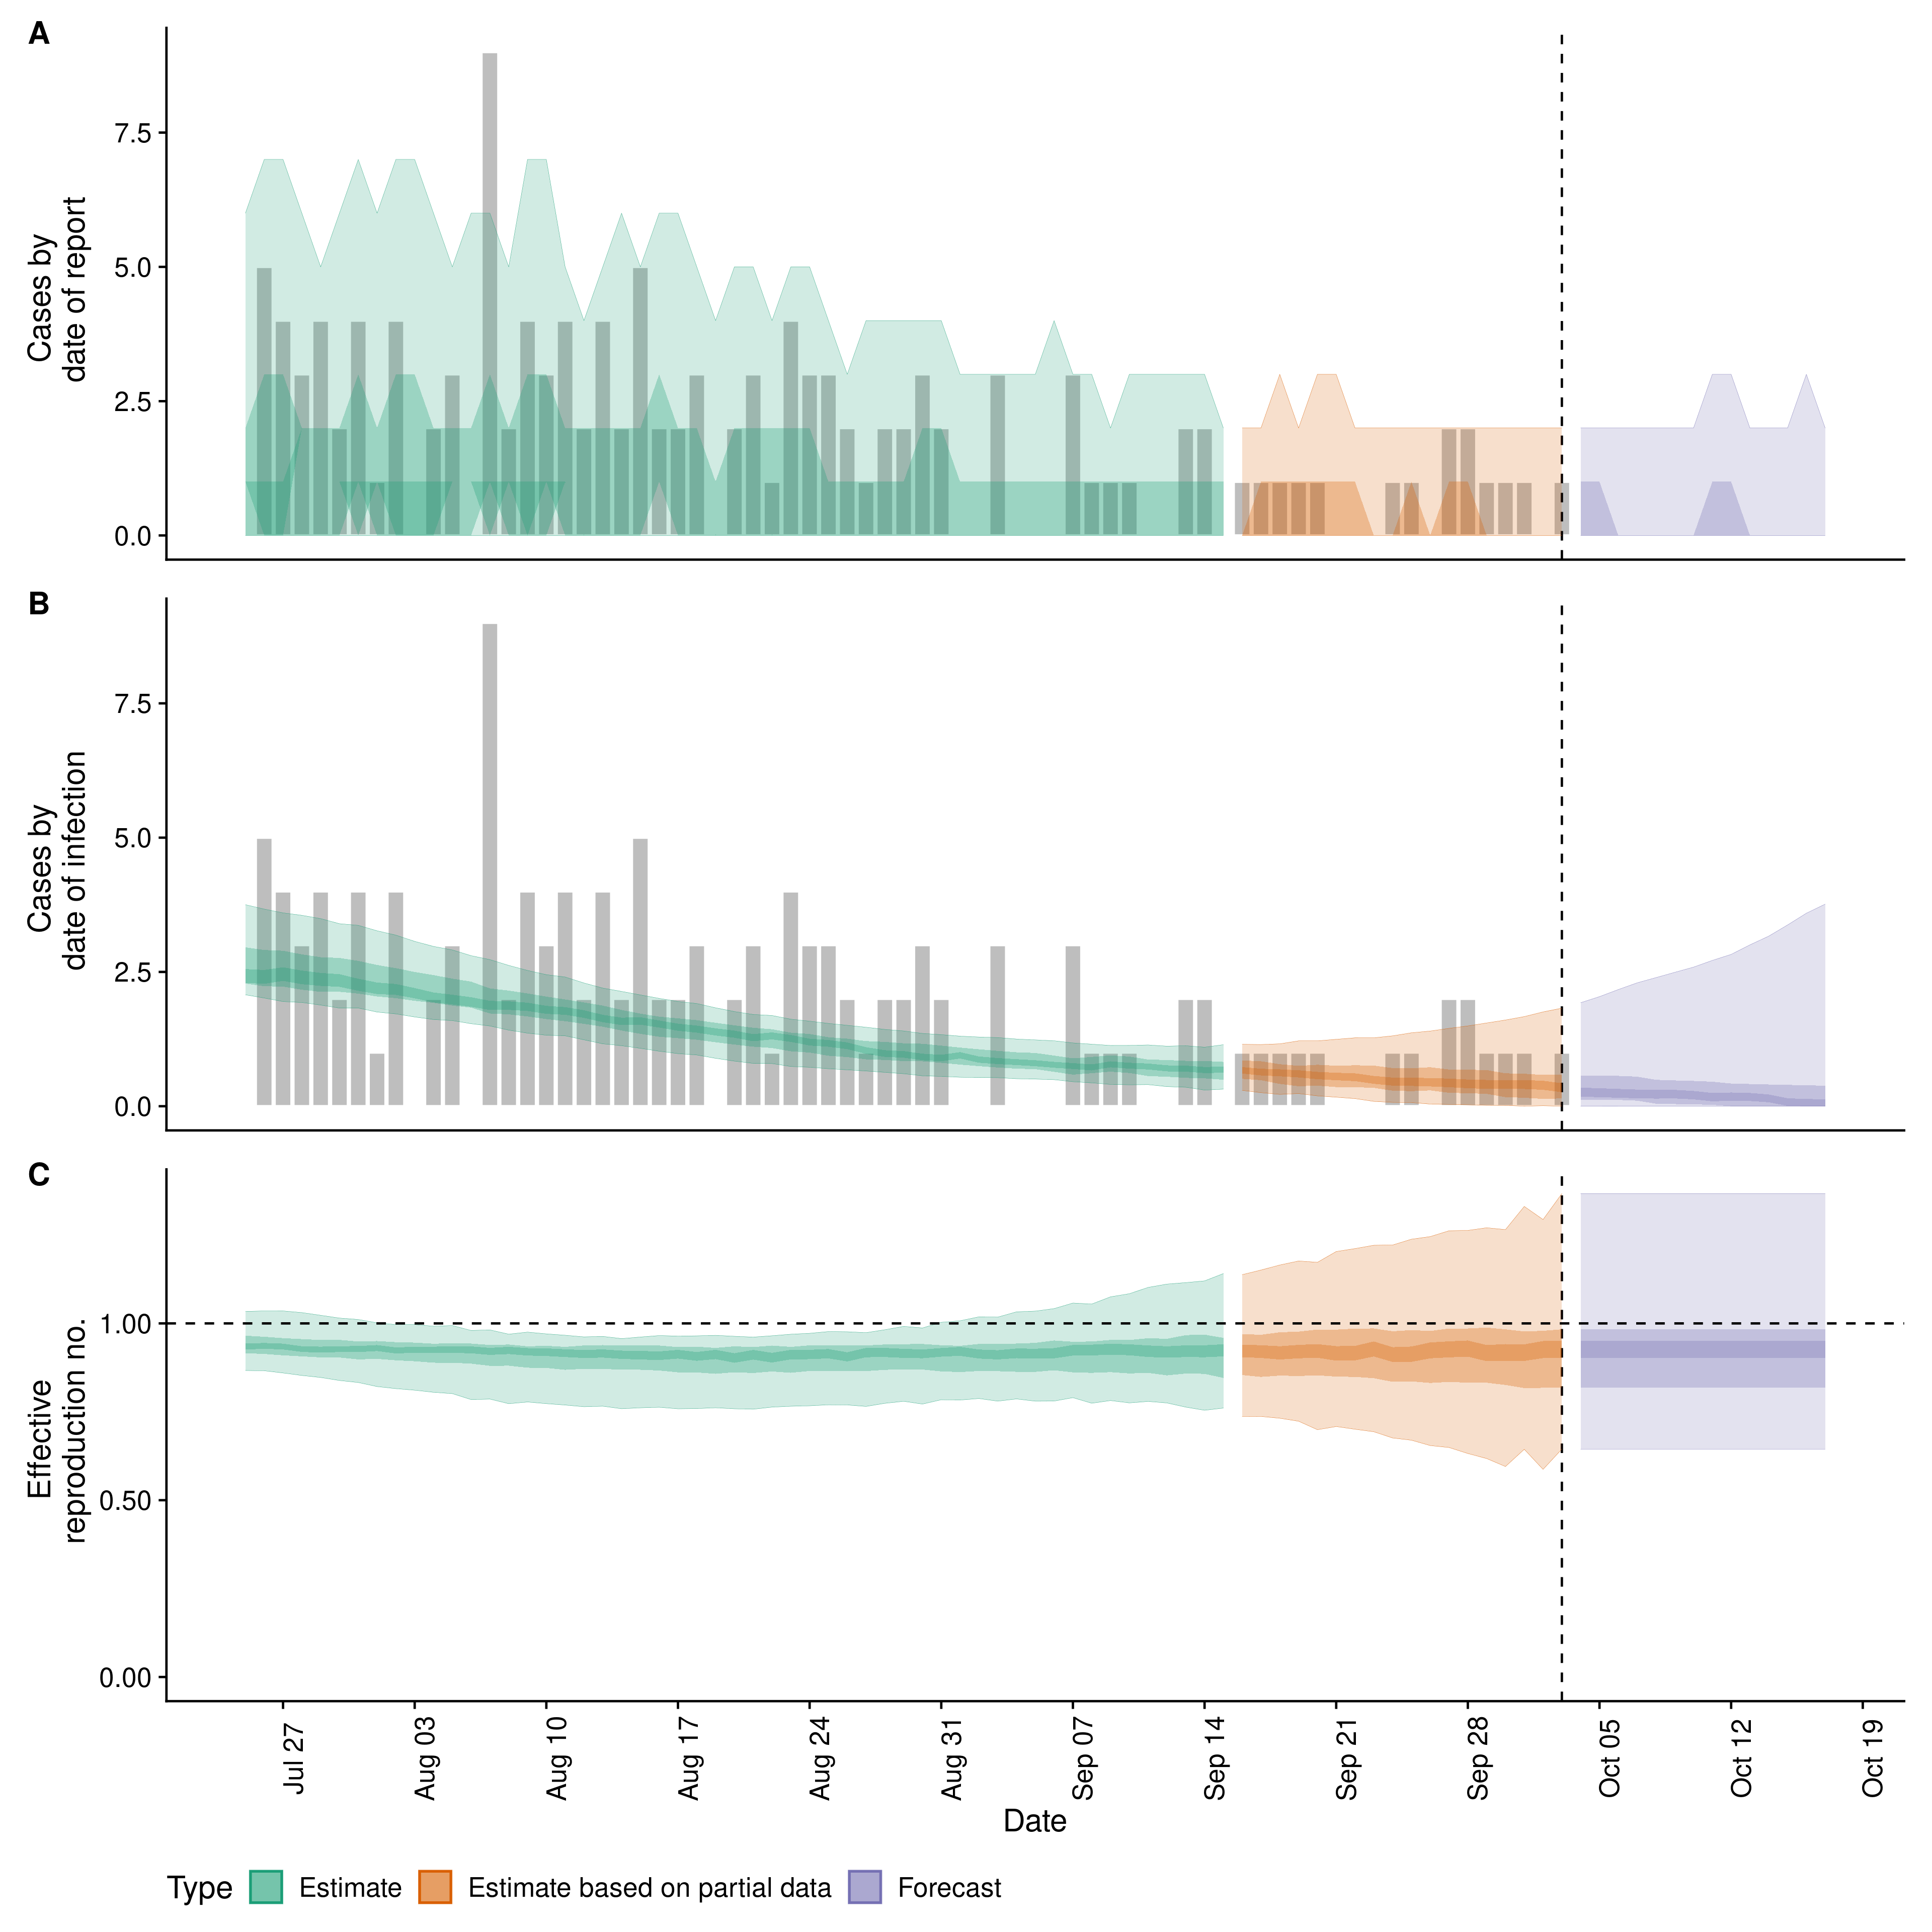 A
Cases by
date of report
7.5
5.0
2.5
0.0
B
Cases by
date of infection
7.5
5.0
2.5
0.0
C
Effective
reproduction no.
1.00
0.50
0.00
Jul 27
Aug 03
Aug 10
Aug 17
Aug 24
Aug 31
Sep 07
Sep 14
Sep 21
Sep 28
Oct 05
Oct 12
Oct 19
Date
Type Estimate Estimate based on partial data Forecast